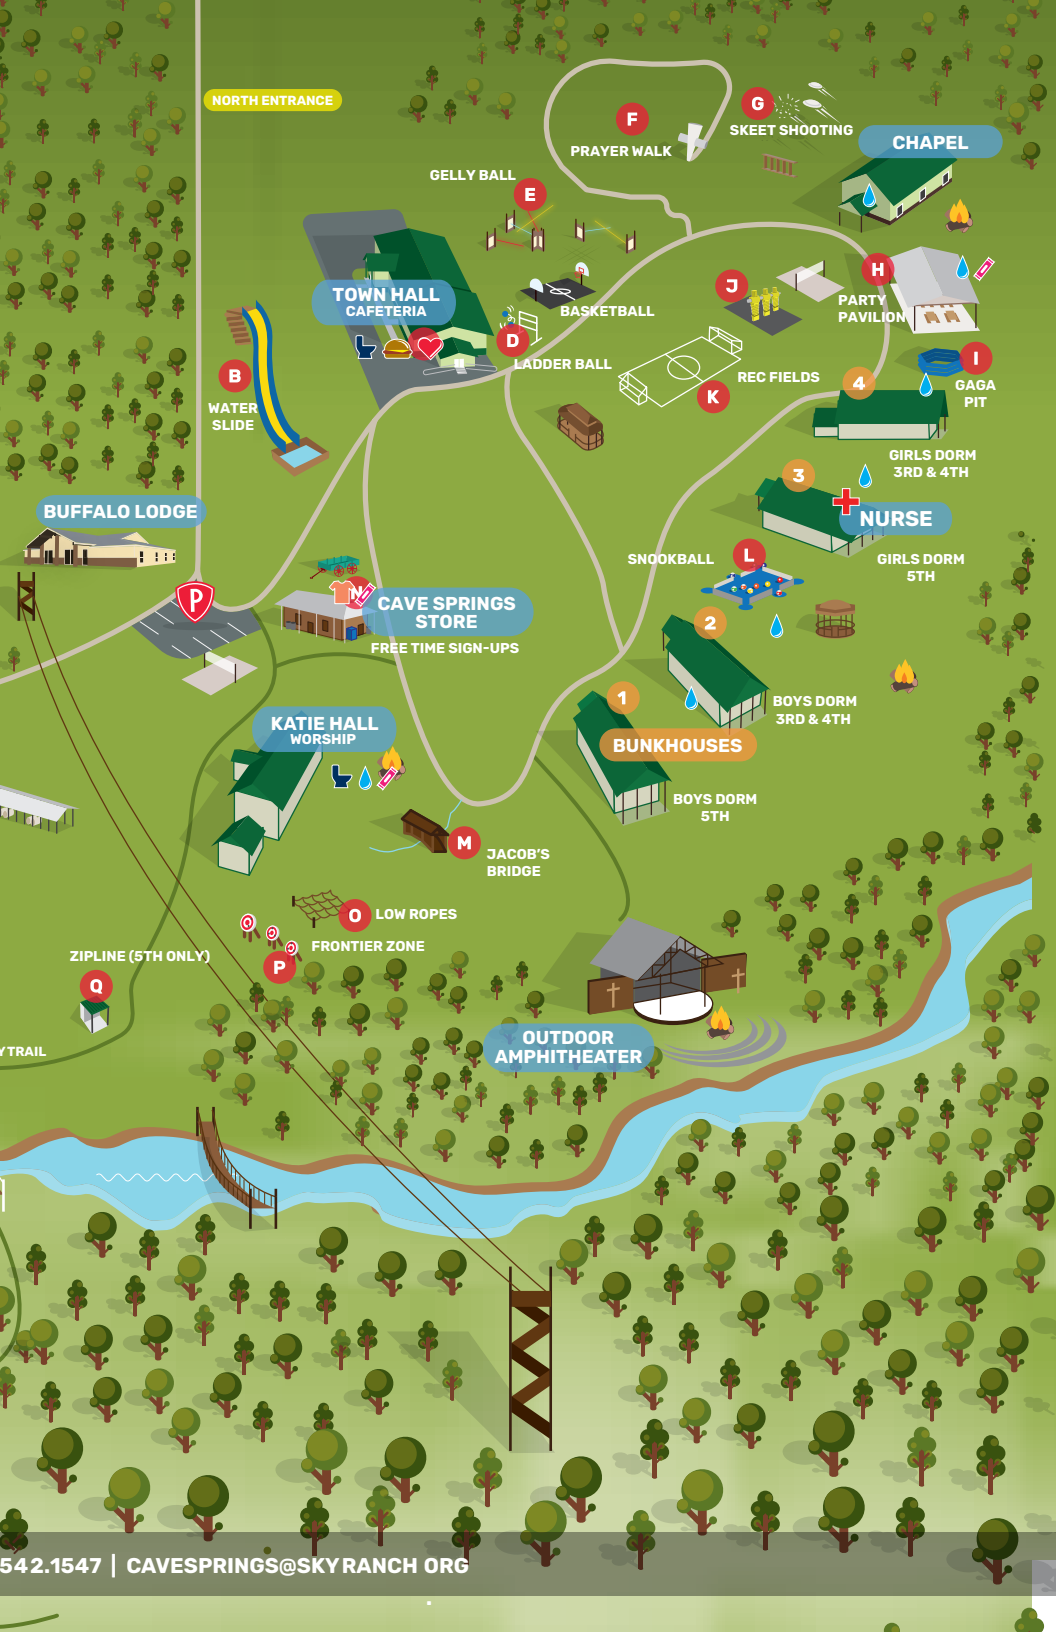 NORTH ENTRANCE
F
PRAYER WALK
G
SKEET SHOOTING
CHAPEL
GELLY BALL
E
TOWN HALL
CAFETERIA
BASKETBALL
D
LADDER BALL
J
H
PARTY
PAVILION
B
WATER
SLIDE
K
REC FIELDS
4
I
GAGA
PIT
GIRLS DORM
3RD & 4TH
3
BUFFALO LODGE
NURSE
GIRLS DORM
5TH
SNOOKBALL
L
P
N
CAVE SPRINGS
STORE
FREE TIME SIGN-UPS
2
BOYS DORM
3RD & 4TH
1
BUNKHOUSES
KATIE HALL
WORSHIP
BOYS DORM
5TH
M
JACOB'S
BRIDGE
O
LOW ROPES
FRONTIER ZONE
P
ZIPLINE (5TH ONLY)
Q
Y TRAIL
OUTDOOR
AMPHITHEATER
542.1547 | CAVESPRINGS@SKYRANCH ORG